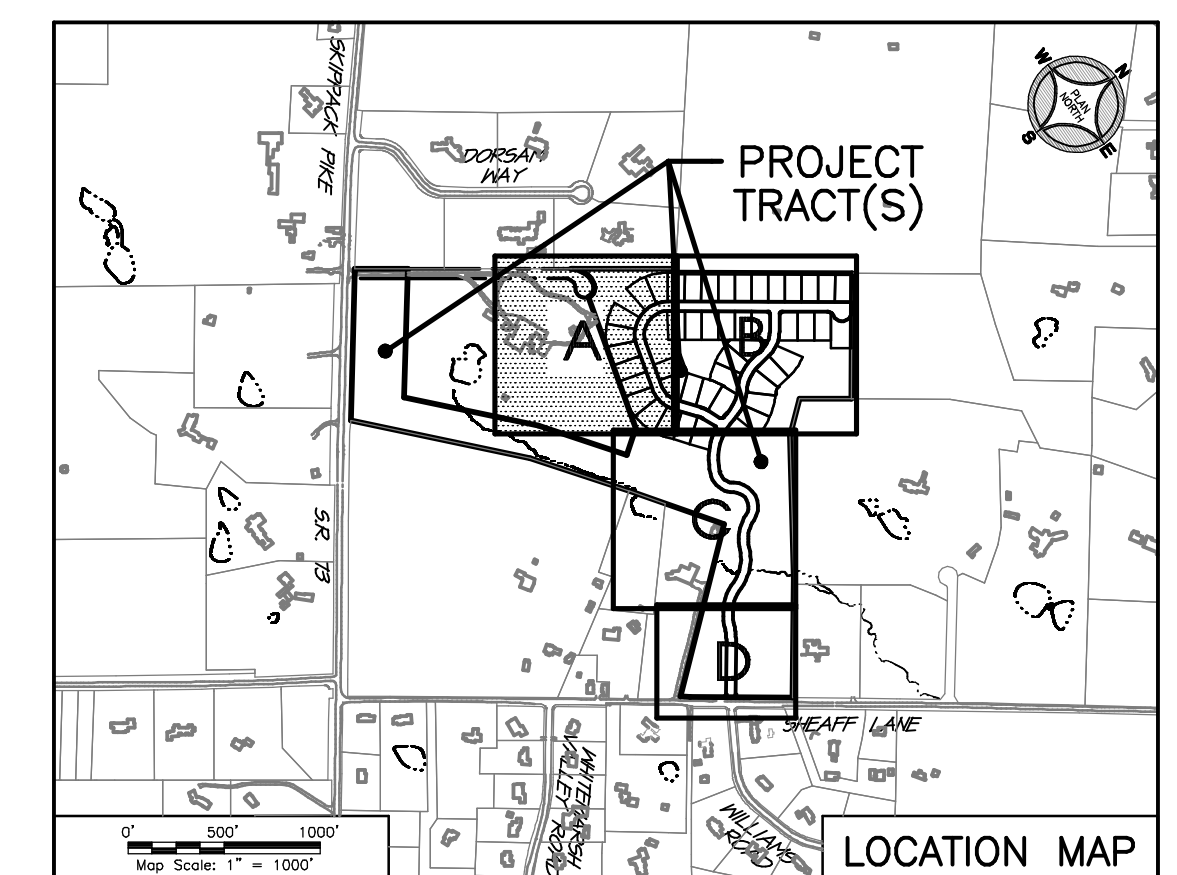 SKIPPACK PIKE
W
N
PLAN
NORTH
S
E
DORSAM
WAY
PROJECT
TRACT(S)
A
B
C
S.R. 73
D
SHEAFF LANE
WHITEMARSH
VALLEY ROAD
WILLIAMS
ROAD
0' 500' 1000'
Map Scale: 1" = 1000'
LOCATION MAP